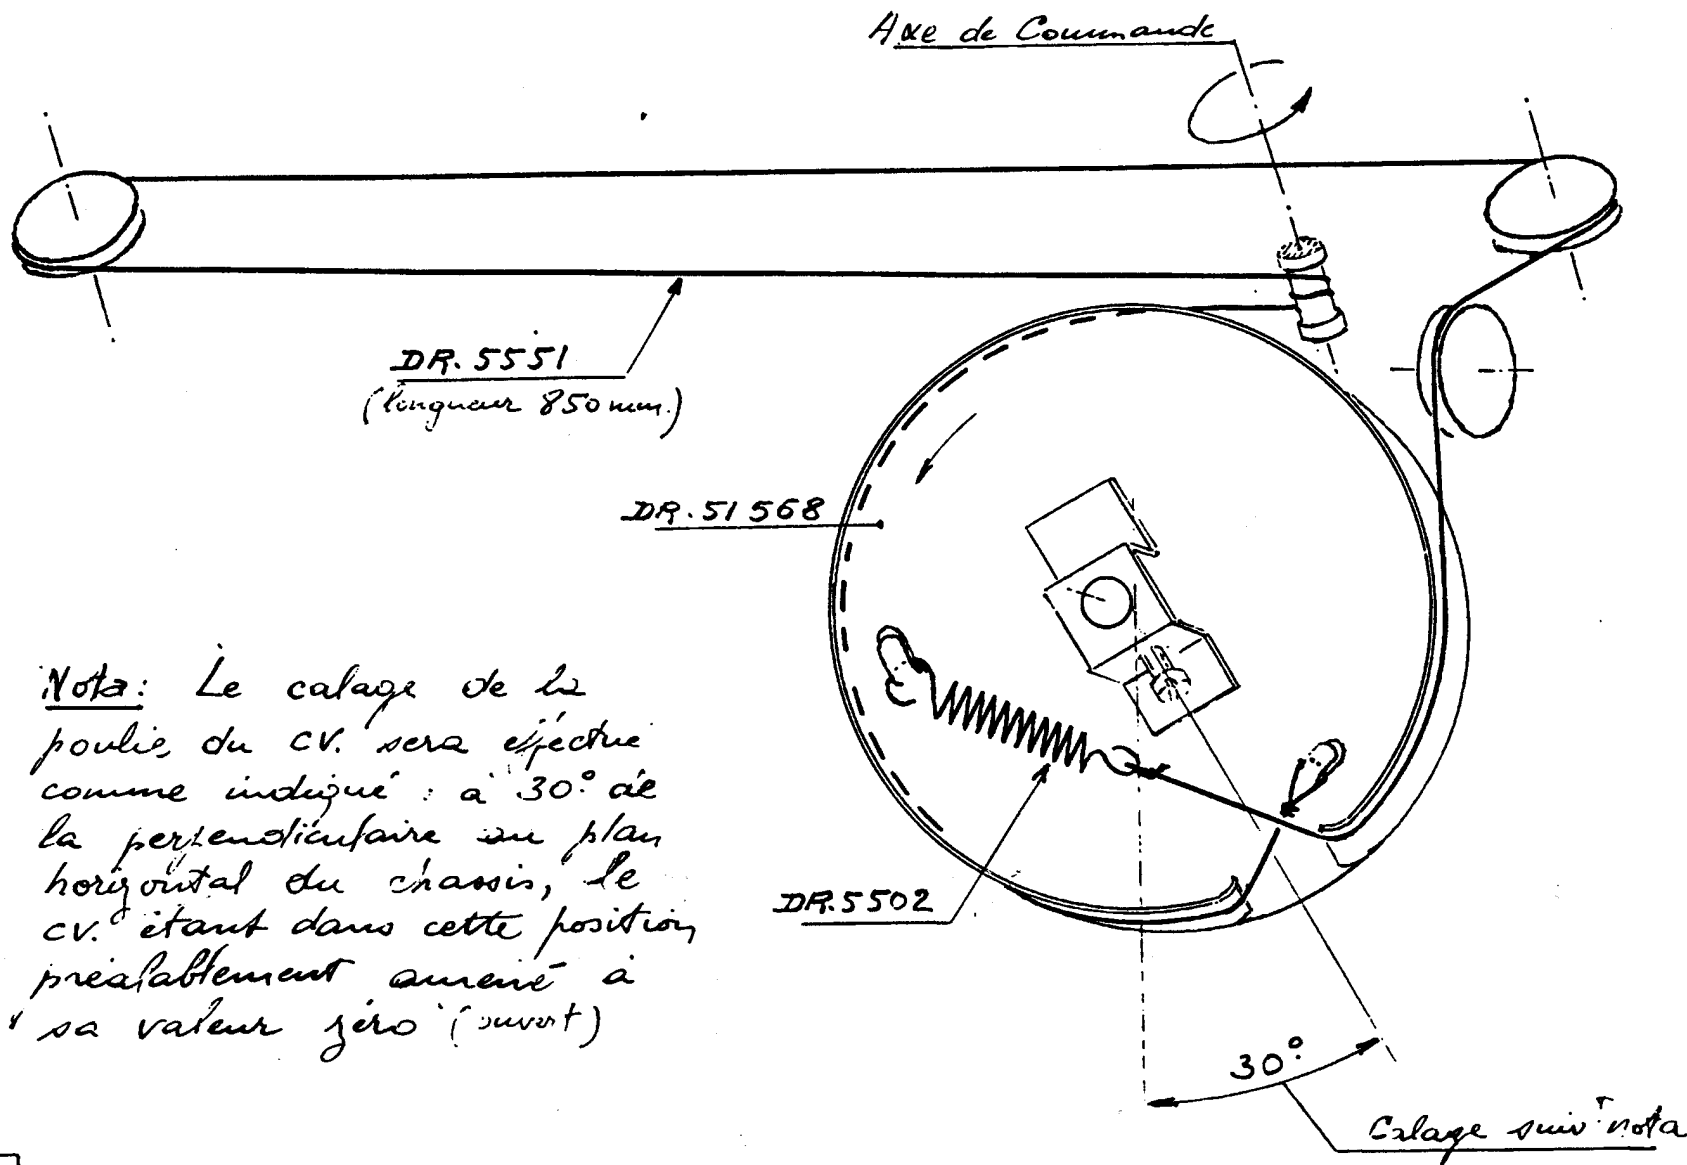 Axe de Commande
DR.5551
(longueur 850 mm.)
DR.51568
Nota: Le calage de la
poulie du CV. sera éffectué
comme indiqué : à 30° de
la perpendiculaire au plan
horizontal du chassis, le
CV. étant dans cette position
préalablement amené à
sa valeur zéro (ouvert)
DR.5502
30°
Calage suivt nota